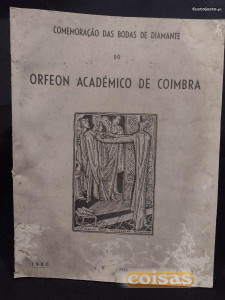 COMEMORAÇÃO DAS BODAS DE DIAMANTE
DO
ORFEON ACADÉMICO DE COIMBRA
coisas